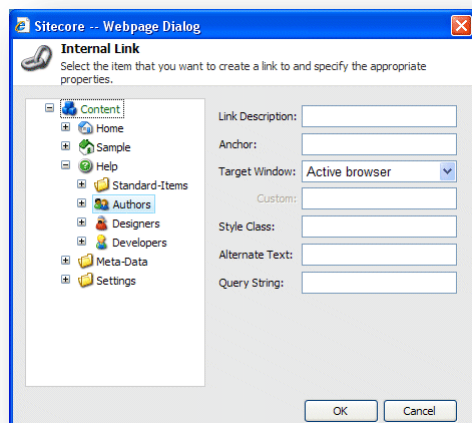 Sitecore -- Webpage Dialog
Internal Link
Select the item that you want to create a link to and specify the appropriate
properties.
Content
Home
Sample
Help
Standard-Items
Authors
Designers
Developers
Meta-Data
Settings
Link Description:
Anchor:
Target Window: Active browser
Custom:
Style Class:
Alternate Text:
Query String:
OK Cancel